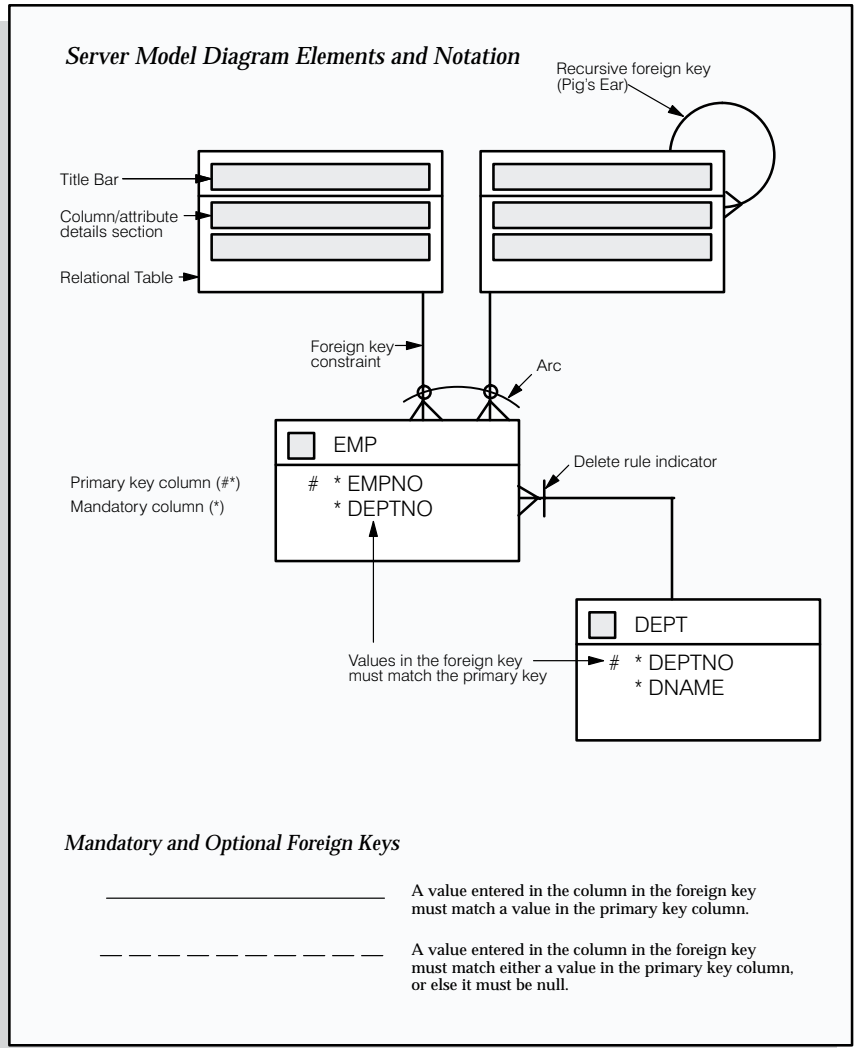 Server Model Diagram Elements and Notation
Recursive foreign key
(Pig's Ear)
Title Bar
Column/attribute
details section
Relational Table
Foreign key
constraint
Arc
EMP
Delete rule indicator
Primary key column (#*)
# * EMPNO
Mandatory column (*)
* DEPTNO
DEPT
Values in the foreign key
must match the primary key
# * DEPTNO
* DNAME
Mandatory and Optional Foreign Keys
A value entered in the column in the foreign key
must match a value in the primary key column.
A value entered in the column in the foreign key
must match either a value in the primary key column,
or else it must be null.